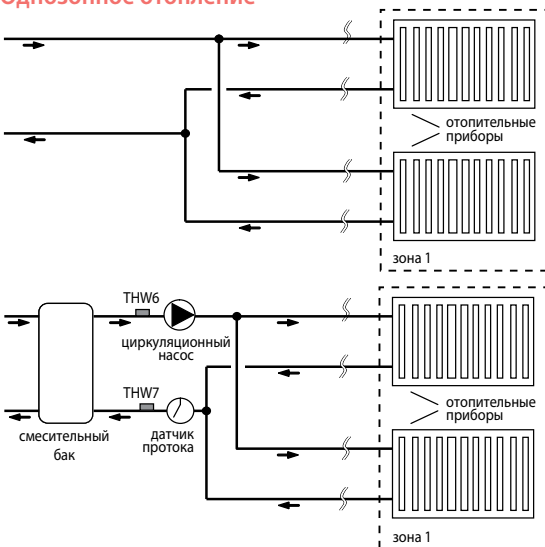 Однозонное отопление
отопительные
приборы
зона 1
THW6
циркуляционный
насос
THW7
датчик
протока
смесительный
бак
отопительные
приборы
зона 1